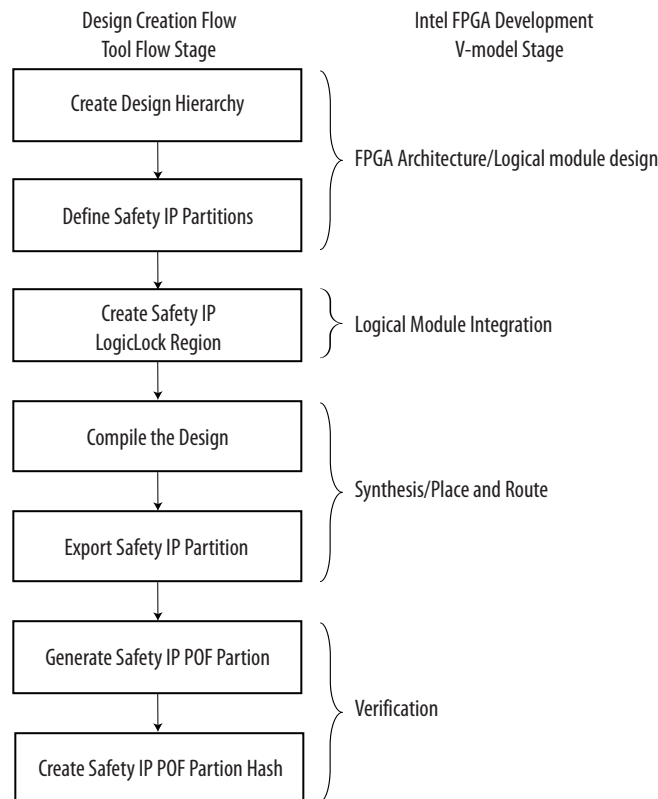 Design Creation Flow
Tool Flow Stage
Intel FPGA Development
V-model Stage
Create Design Hierarchy
FPGA Architecture/Logical module design
Define Safety IP Partitions
Create Safety IP
LogicLock Region
Logical Module Integration
Compile the Design
Synthesis/Place and Route
Export Safety IP Partition
Generate Safety IP POF Partion
Verification
Create Safety IP POF Partion Hash